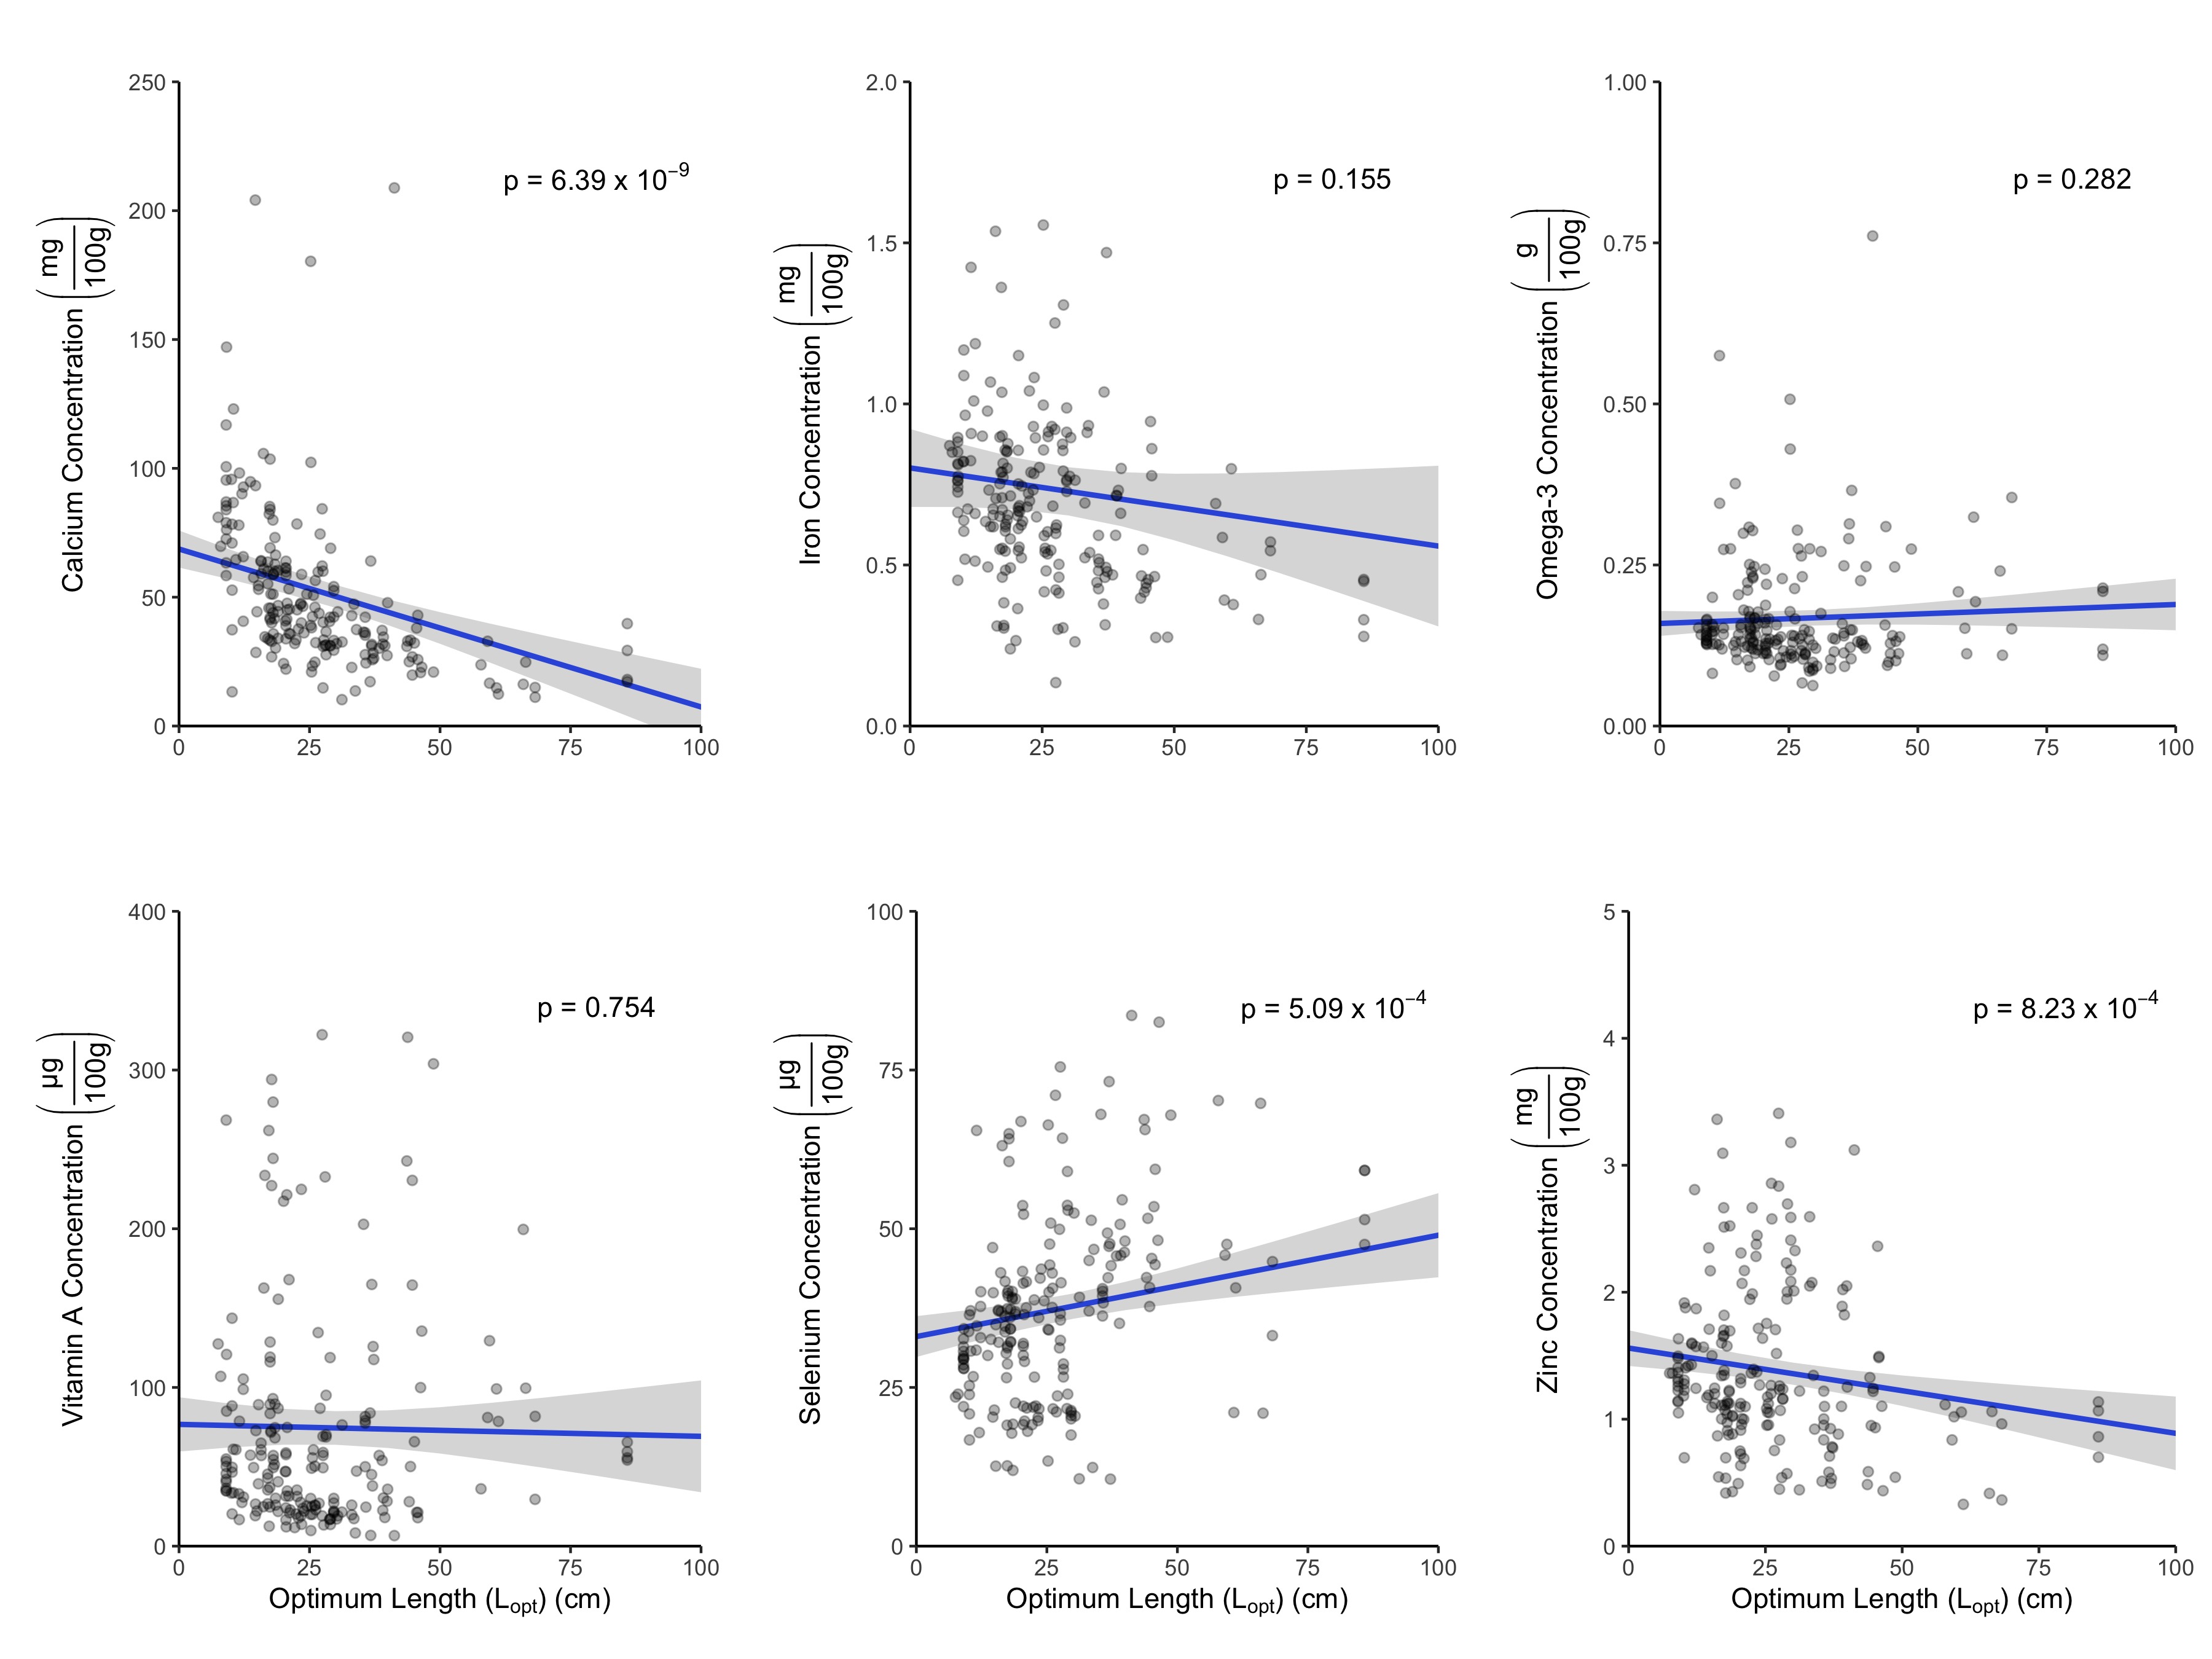 Calcium Concentration (mg/100g)
250
200
150
100
50
0
0 25 50 75 100
p = 6.39 x 10⁻⁹
Iron Concentration (mg/100g)
2.0
1.5
1.0
0.5
0.0
0 25 50 75 100
p = 0.155
Omega-3 Concentration (g/100g)
1.00
0.75
0.50
0.25
0.00
0 25 50 75 100
p = 0.282
Vitamin A Concentration (µg/100g)
400
300
200
100
0
0 25 50 75 100
p = 0.754
Optimum Length (Lopt) (cm)
Selenium Concentration (µg/100g)
100
75
50
25
0
0 25 50 75 100
p = 5.09 x 10⁻⁴
Optimum Length (Lopt) (cm)
Zinc Concentration (mg/100g)
5
4
3
2
1
0
0 25 50 75 100
p = 8.23 x 10⁻⁴
Optimum Length (Lopt) (cm)